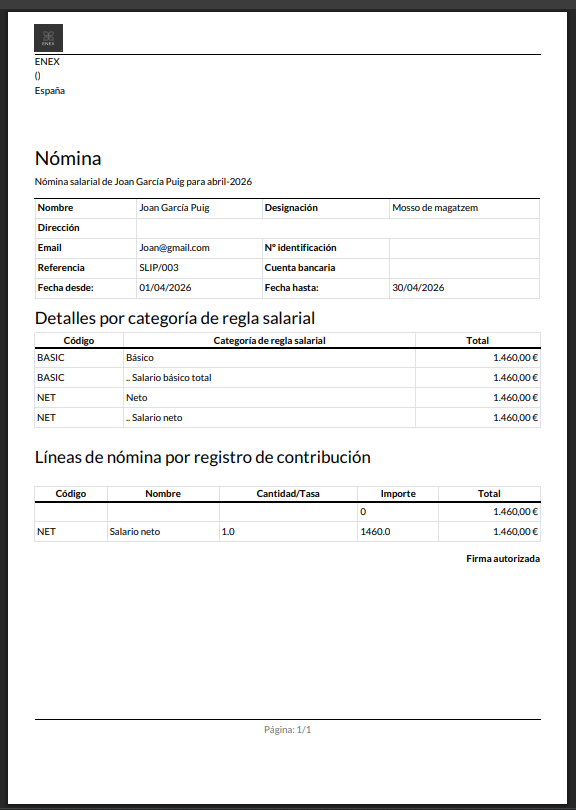 ENEX
ENEX
()
España
Nómina
Nómina salarial de Joan García Puig para abril-2026
Nombre Joan García Puig Designación Mosso de magatzem
Dirección
Email Joan@gmail.com Nº identificación
Referencia SLIP/003 Cuenta bancaria
Fecha desde: 01/04/2026 Fecha hasta: 30/04/2026
Detalles por categoría de regla salarial
Código Categoría de regla salarial Total
BASIC Básico 1.460,00 €
BASIC .. Salario básico total 1.460,00 €
NET Neto 1.460,00 €
NET .. Salario neto 1.460,00 €
Líneas de nómina por registro de contribución
Código Nombre Cantidad/Tasa Importe Total
0 1.460,00 €
NET Salario neto 1.0 1460.0 1.460,00 €
Firma autorizada
Página: 1/1